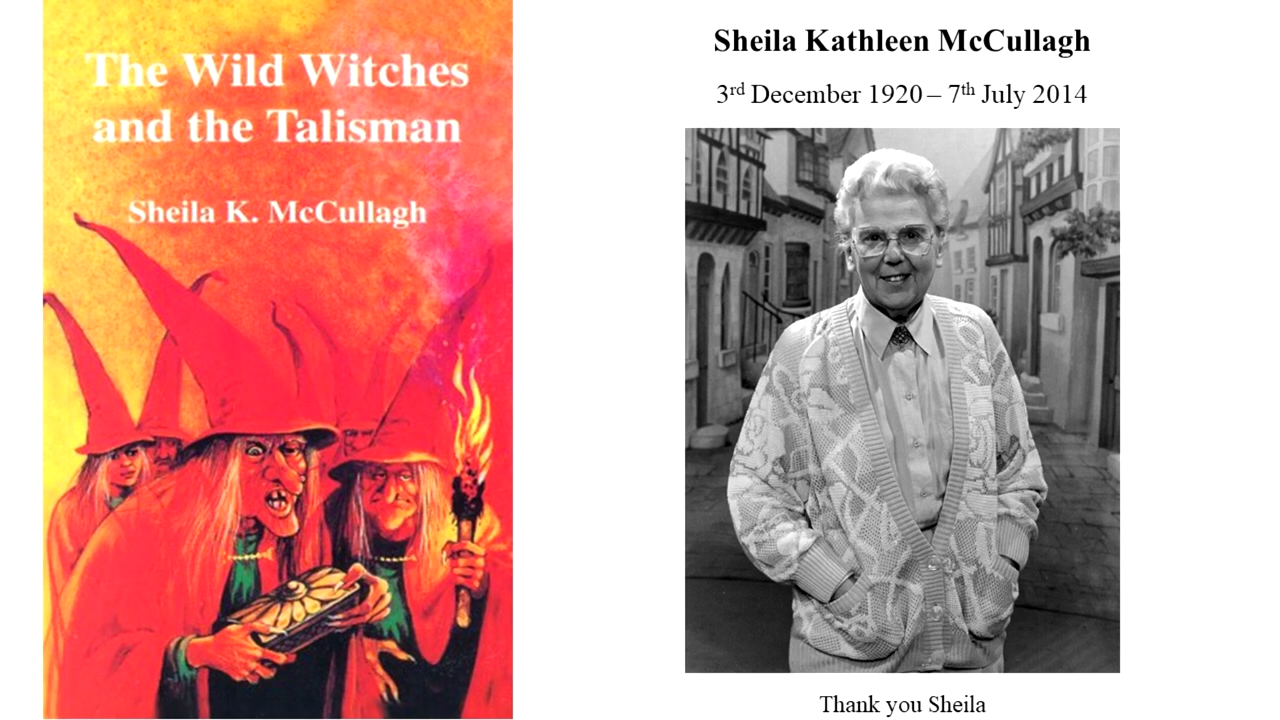 The Wild Witches
and the Talisman
Sheila K. McCullagh
Sheila Kathleen McCullagh
3rd December 1920 – 7th July 2014
Thank you Sheila